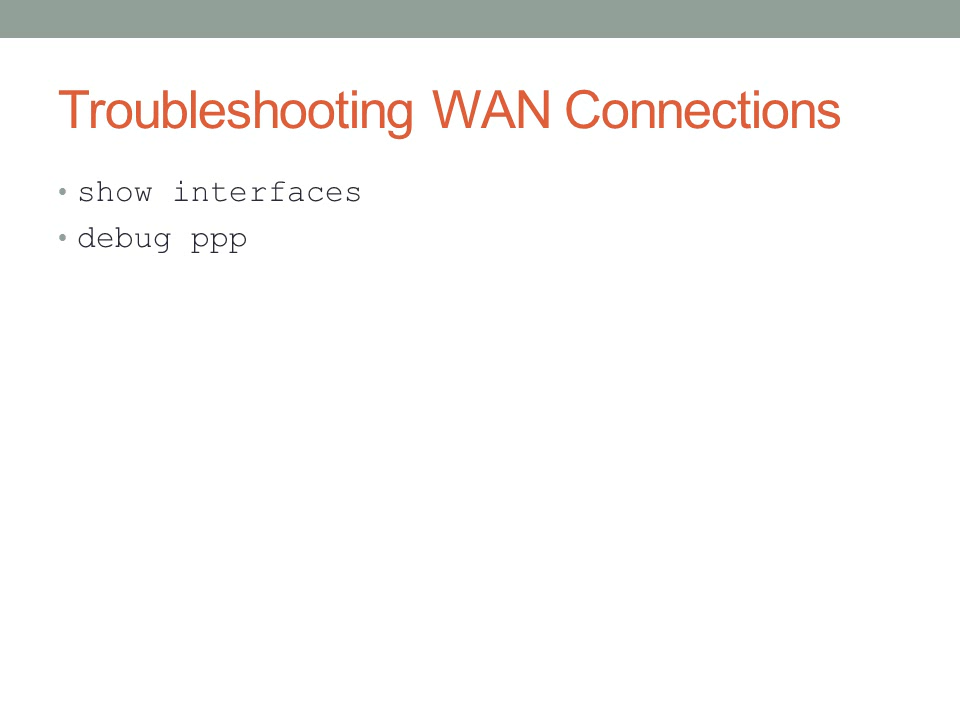 Troubleshooting WAN Connections
• show interfaces
• debug ppp